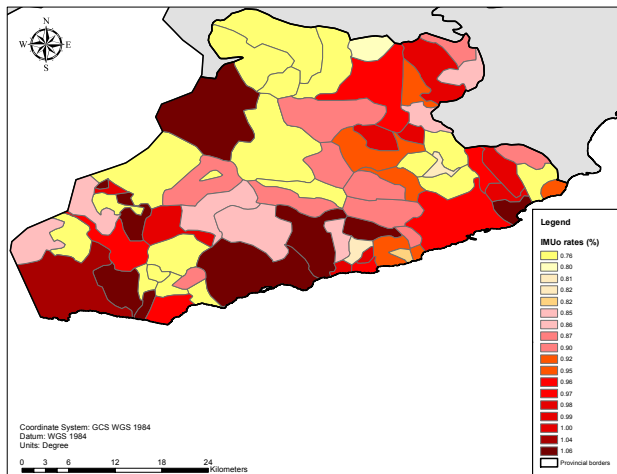 N
W E
S
Legend
IMUo rates (%)
0.76
0.80
0.81
0.82
0.82
0.85
0.86
0.87
0.90
0.92
0.95
0.96
0.97
0.98
0.99
1.00
1.04
1.06
Provincial borders
Coordinate System: GCS WGS 1984
Datum: WGS 1984
Units: Degree
0 3 6 12 18 24
Kilometers